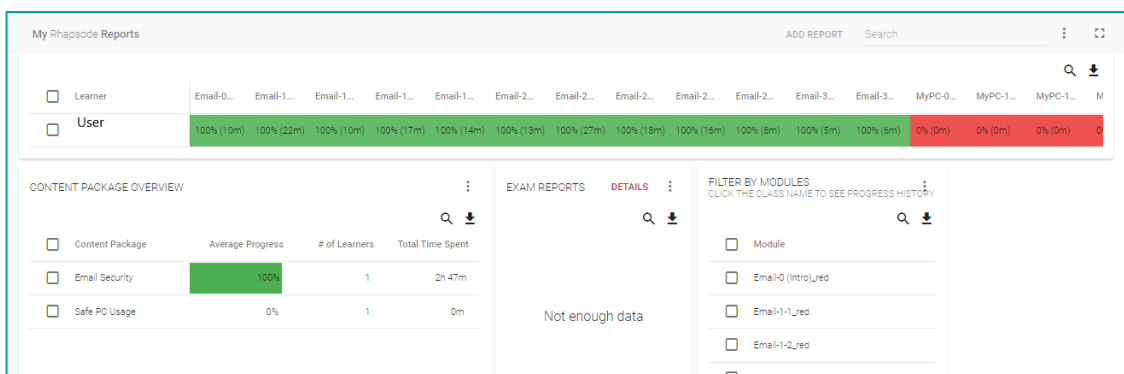 My Rhapsode Reports ADD REPORT Search
Learner Email-0... Email-1... Email-1... Email-1... Email-1... Email-2... Email-2... Email-2... Email-2... Email-2... Email-3... Email-3... MyPC-0... MyPC-1... MyPC-1... M
User 100% (10m) 100% (22m) 100% (10m) 100% (17m) 100% (14m) 100% (13m) 100% (27m) 100% (18m) 100% (16m) 100% (8m) 100% (5m) 100% (6m) 0% (0m) 0% (0m) 0% (0m) 0%
CONTENT PACKAGE OVERVIEW
Content Package Average Progress # of Learners Total Time Spent
Email Security 100% 1 2h 47m
Safe PC Usage 0% 1 0m
EXAM REPORTS DETAILS
Not enough data
FILTER BY MODULES
CLICK THE CLASS NAME TO SEE PROGRESS HISTORY
Module
Email-0 (Intro)_red
Email-1-1_red
Email-1-2_red